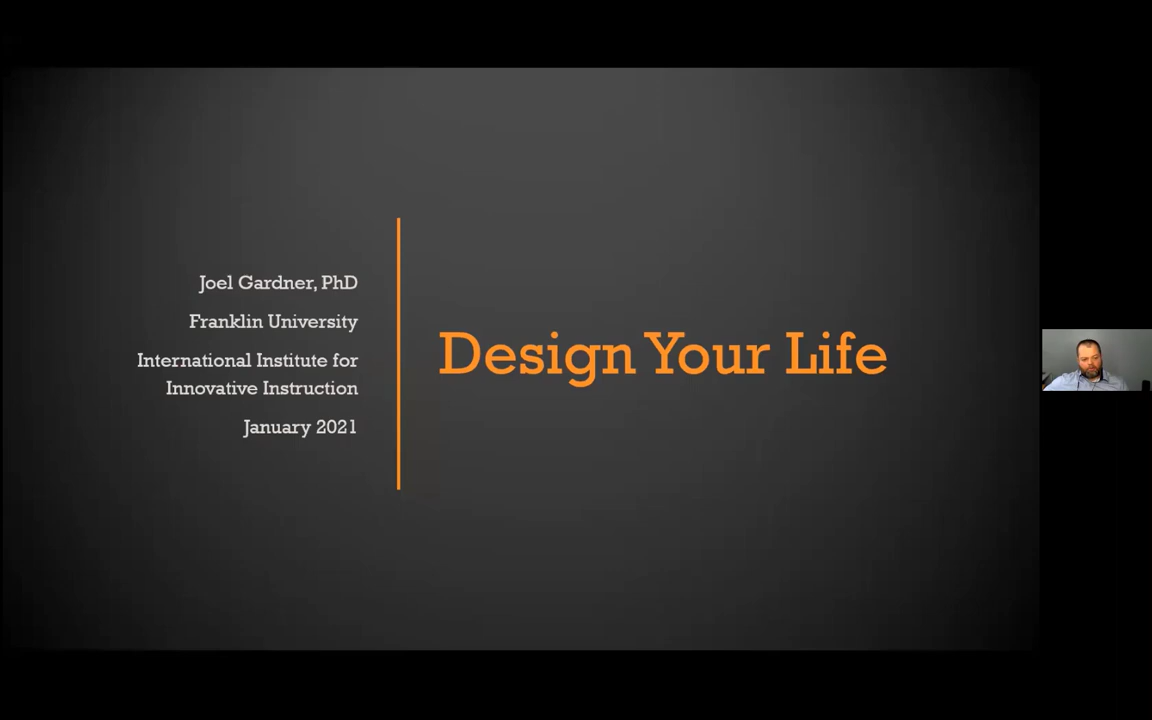 Joel Gardner, PhD
Franklin University
International Institute for
Innovative Instruction
January 2021
Design Your Life